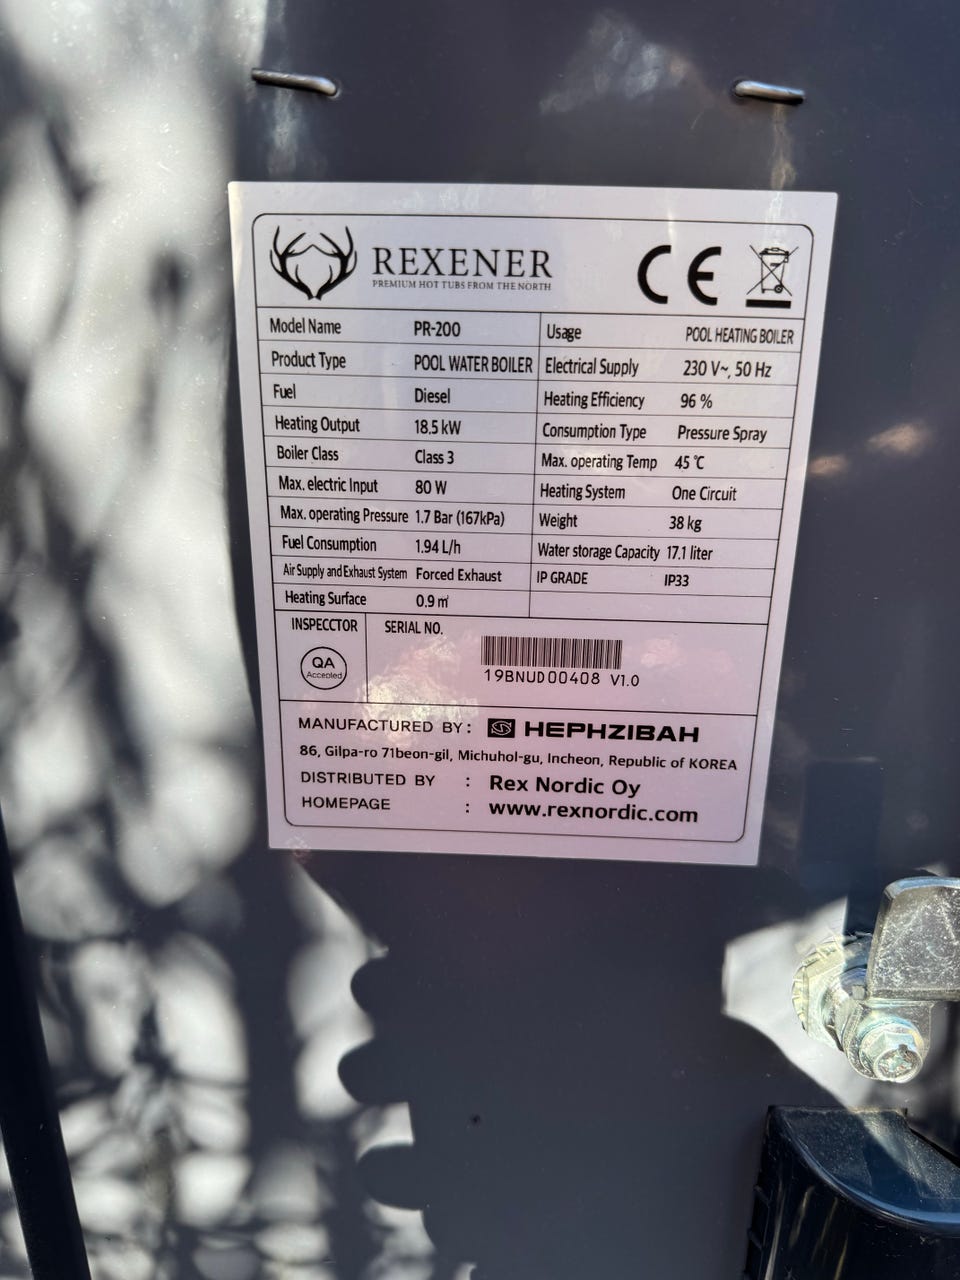 REXENER
PREMIUM HOT TUBS FROM THE NORTH
CE
Model Name PR-200 Usage POOL HEATING BOILER
Product Type POOL WATER BOILER Electrical Supply 230 V~, 50 Hz
Fuel Diesel Heating Efficiency 96 %
Heating Output 18.5 kW Consumption Type Pressure Spray
Boiler Class Class 3 Max. operating Temp 45 ℃
Max. electric Input 80 W Heating System One Circuit
Max. operating Pressure 1.7 Bar (167kPa) Weight 38 kg
Fuel Consumption 1.94 L/h Water storage Capacity 17.1 liter
Air Supply and Exhaust System Forced Exhaust IP GRADE IP33
Heating Surface 0.9 ㎡
INSPECCTOR SERIAL NO.
QA
Accepted
19BNUD00408 V1.0
MANUFACTURED BY : HEPHZIBAH
86, Gilpa-ro 71beon-gil, Michuhol-gu, Incheon, Republic of KOREA
DISTRIBUTED BY : Rex Nordic Oy
HOMEPAGE : www.rexnordic.com